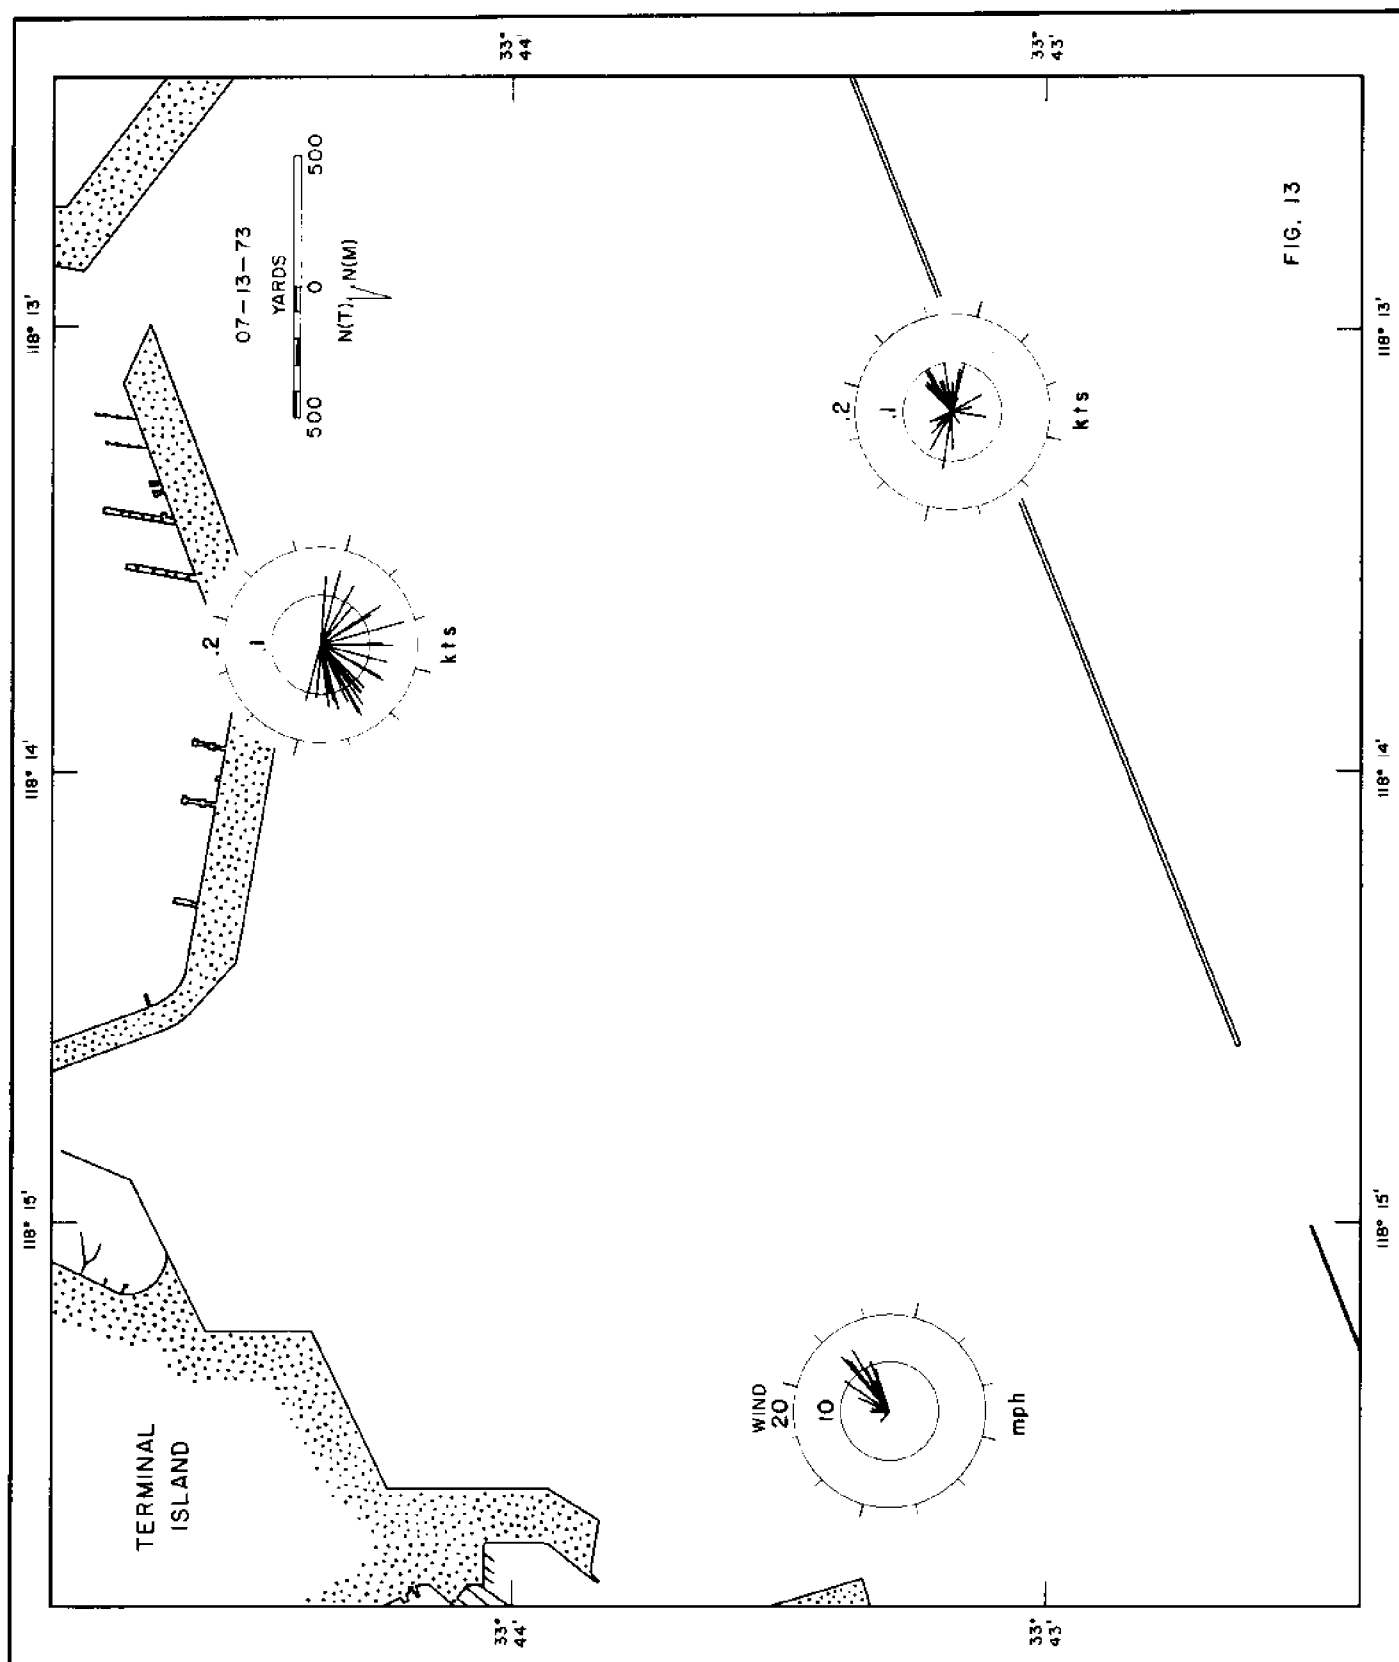 33°
44'
33°
43'
118° 13'
07-13-73
YARDS
500 0 500
N(T) N(M)
FIG. 13
118° 13'
.2
.1
kts
.2
.1
kts
118° 14'
118° 14'
118° 15'
118° 15'
TERMINAL
ISLAND
WIND
20
10
mph
33°
44'
33°
43'